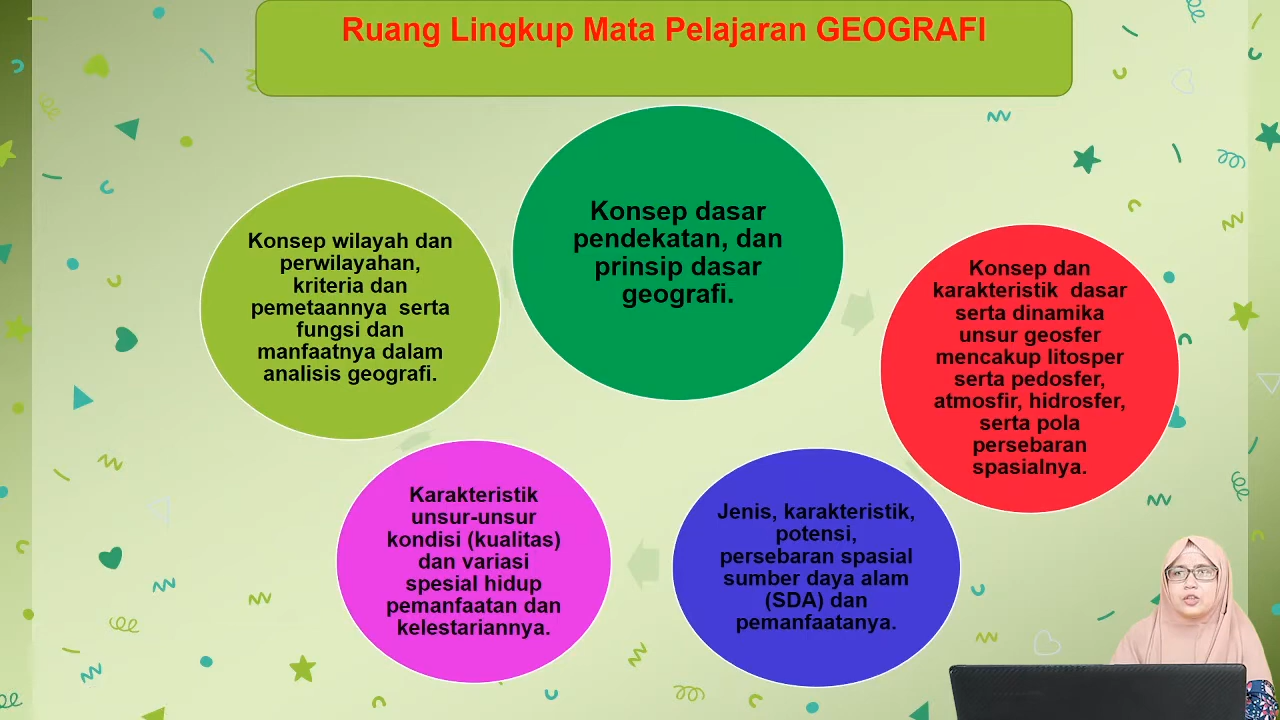 Ruang Lingkup Mata Pelajaran GEOGRAFI
Konsep dasar
pendekatan, dan
prinsip dasar
geografi.
Konsep dan
karakteristik dasar
serta dinamika
unsur geosfer
mencakup litosper
serta pedosfer,
atmosfir, hidrosfer,
serta pola
persebaran
spasialnya.
Jenis, karakteristik,
potensi,
persebaran spasial
sumber daya alam
(SDA) dan
pemanfaatanya.
Karakteristik
unsur-unsur
kondisi (kualitas)
dan variasi
spesial hidup
pemanfaatan dan
kelestariannya.
Konsep wilayah dan
perwilayahan,
kriteria dan
pemetaannya serta
fungsi dan
manfaatnya dalam
analisis geografi.